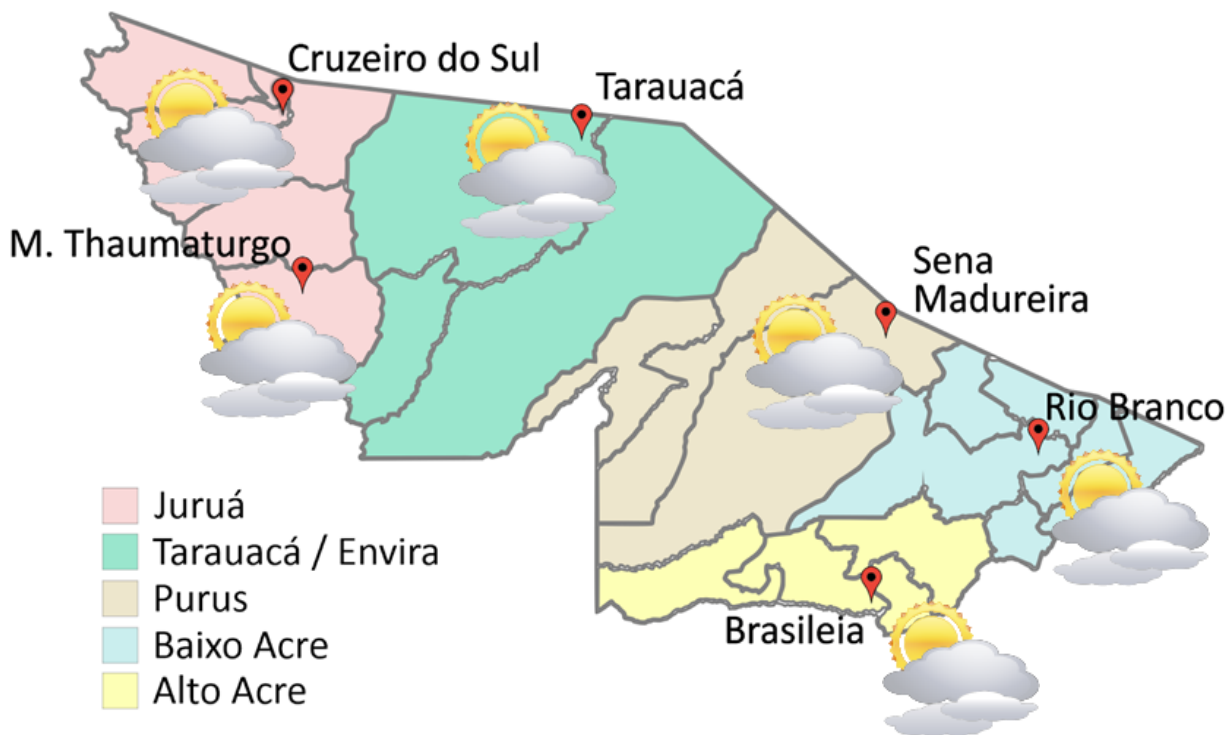 Cruzeiro do Sul
Tarauacá
M. Thaumaturgo
Sena
Madureira
Rio Branco
Brasileia
Juruá
Tarauacá / Envira
Purus
Baixo Acre
Alto Acre